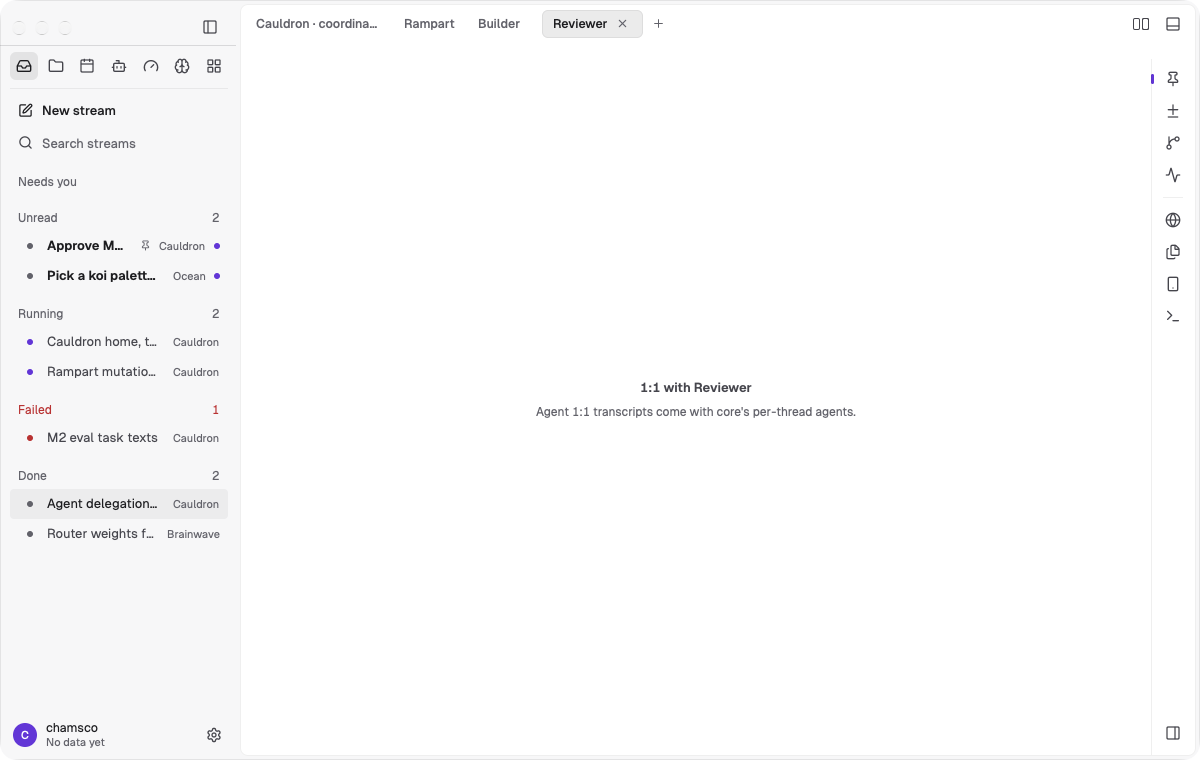 Cauldron · coordina...
Rampart
Builder
Reviewer
New stream
Search streams
Needs you
Unread 2
Approve M... Cauldron
Pick a koi palett... Ocean
Running 2
Cauldron home, t... Cauldron
Rampart mutatio... Cauldron
Failed 1
M2 eval task texts Cauldron
Done 2
Agent delegation... Cauldron
Router weights f... Brainwave
1:1 with Reviewer
Agent 1:1 transcripts come with core's per-thread agents.
C
chamsco
No data yet